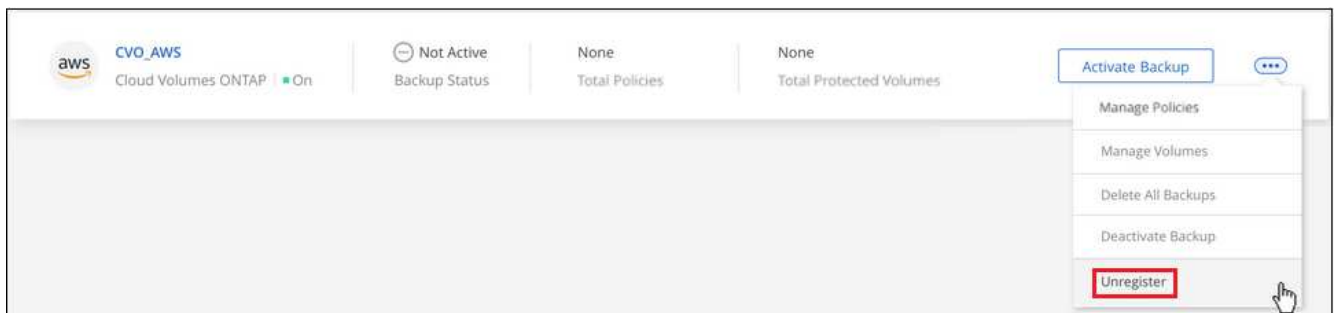 aws
CVO_AWS
Cloud Volumes ONTAP
On
Not Active
Backup Status
None
Total Policies
None
Total Protected Volumes
Activate Backup
Manage Policies
Manage Volumes
Delete All Backups
Deactivate Backup
Unregister